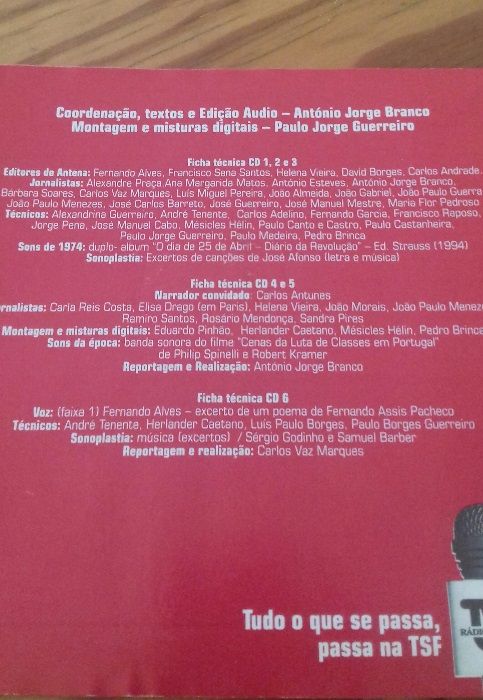 Coordenação, textos e Edição Audio – António Jorge Branco
Montagem e misturas digitais – Paulo Jorge Guerreiro
Ficha técnica CD 1, 2 e 3
Editores de Antena: Fernando Alves, Francisco Sena Santos, Helena Vieira, David Borges, Carlos Andrade.
Jornalistas: Alexandre Praça, Ana Margarida Matos, António Esteves, António Jorge Branco,
Barbara Soares, Carlos Vaz Marques, Luís Miguel Pereira, João Almeida, João Gabriel, João Paulo Guerra
João Paulo Menezes, José Carlos Barreto, José Guerreiro, José Manuel Mestre, Maria Flor Pedroso
Técnicos: Alexandrina Guerreiro, André Tenente, Carlos Adelino, Fernando Garcia, Francisco Raposo,
Jorge Pena, José Manuel Cabo, Mésicles Hélin, Paulo Canto e Castro, Paulo Castanheira,
Paulo Jorge Guerreiro, Paulo Madeira, Pedro Brinca
Sons de 1974: duplo- album "O dia de 25 de Abril – Diário da Revolução" – Ed. Strauss (1994)
Sonoplastia: Excertos de canções de José Afonso (letra e música)
Ficha técnica CD 4 e 5
Narrador convidado: Carlos Antunes
ornalistas: Carla Reis Costa, Elisa Drago (em Paris), Helena Vieira, João Morais, João Paulo Meneze
Ramiro Santos, Rosário Mendonça, Sandra Pires
Montagem e misturas digitais: Eduardo Pinhão, Herlander Caetano, Mésicles Hélin, Pedro Brinca
Sons da época: banda sonora do filme "Cenas da Luta de Classes em Portugal"
de Philip Spinelli e Robert Kramer
Reportagem e Realização: António Jorge Branco
Ficha técnica CD 6
Voz: (faixa 1) Fernando Alves – excerto de um poema de Fernando Assis Pacheco
Técnicos: André Tenente, Herlander Caetano, Luís Paulo Borges, Paulo Borges Guerreiro
Sonoplastia: música (excertos) / Sérgio Godinho e Samuel Barber
Reportagem e realização: Carlos Vaz Marques
Tudo o que se passa,
passa na TSF
RÁDIO